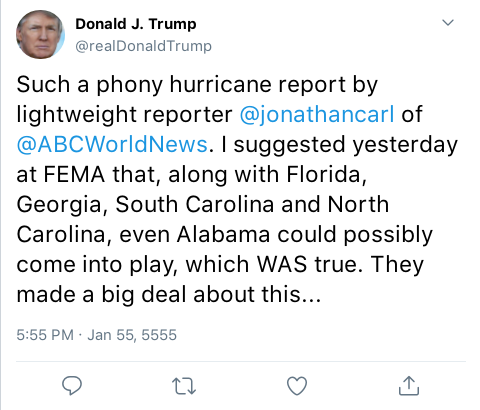 Donald J. Trump
@realDonaldTrump
Such a phony hurricane report by
lightweight reporter @jonathancarl of
@ABCWorldNews. I suggested yesterday
at FEMA that, along with Florida,
Georgia, South Carolina and North
Carolina, even Alabama could possibly
come into play, which WAS true. They
made a big deal about this...
5:55 PM · Jan 55, 5555